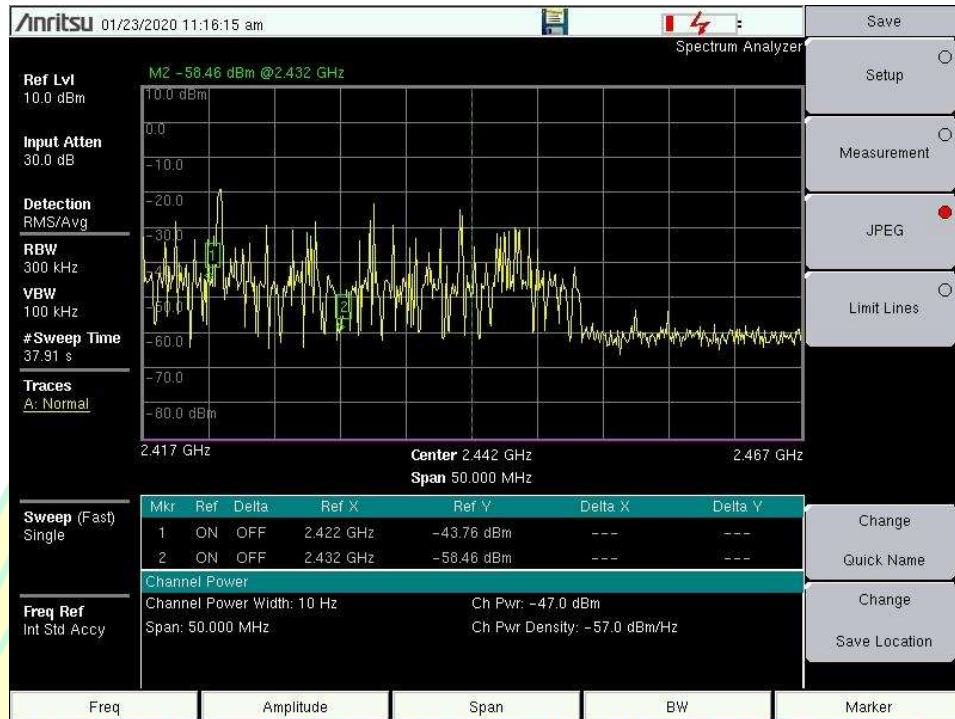 Anritsu 01/23/2020 11:16:15 am
Save
Spectrum Analyzer
Setup
Measurement
JPEG
Limit Lines
M2 -58.46 dBm @2.432 GHz
Ref Lvl
10.0 dBm
Input Atten
30.0 dB
Detection
RMS/Avg
RBW
300 kHz
VBW
100 kHz
#Sweep Time
37.91 s
Traces
A: Normal
10.0 dBm
0.0
-10.0
-20.0
-30.0
-40.0
-50.0
-60.0
-70.0
-80.0 dBm
1
2
2.417 GHz
Center 2.442 GHz
2.467 GHz
Span 50.000 MHz
Sweep (Fast)
Single
Mkr Ref Delta Ref X Ref Y Delta X Delta Y
1 ON OFF 2.422 GHz -43.76 dBm --- ---
2 ON OFF 2.432 GHz -58.46 dBm --- ---
Channel Power
Channel Power Width: 10 Hz Ch Pwr: -47.0 dBm
Span: 50.000 MHz Ch Pwr Density: -57.0 dBm/Hz
Freq Ref
Int Std Accy
Change
Quick Name
Change
Save Location
Freq Amplitude Span BW Marker